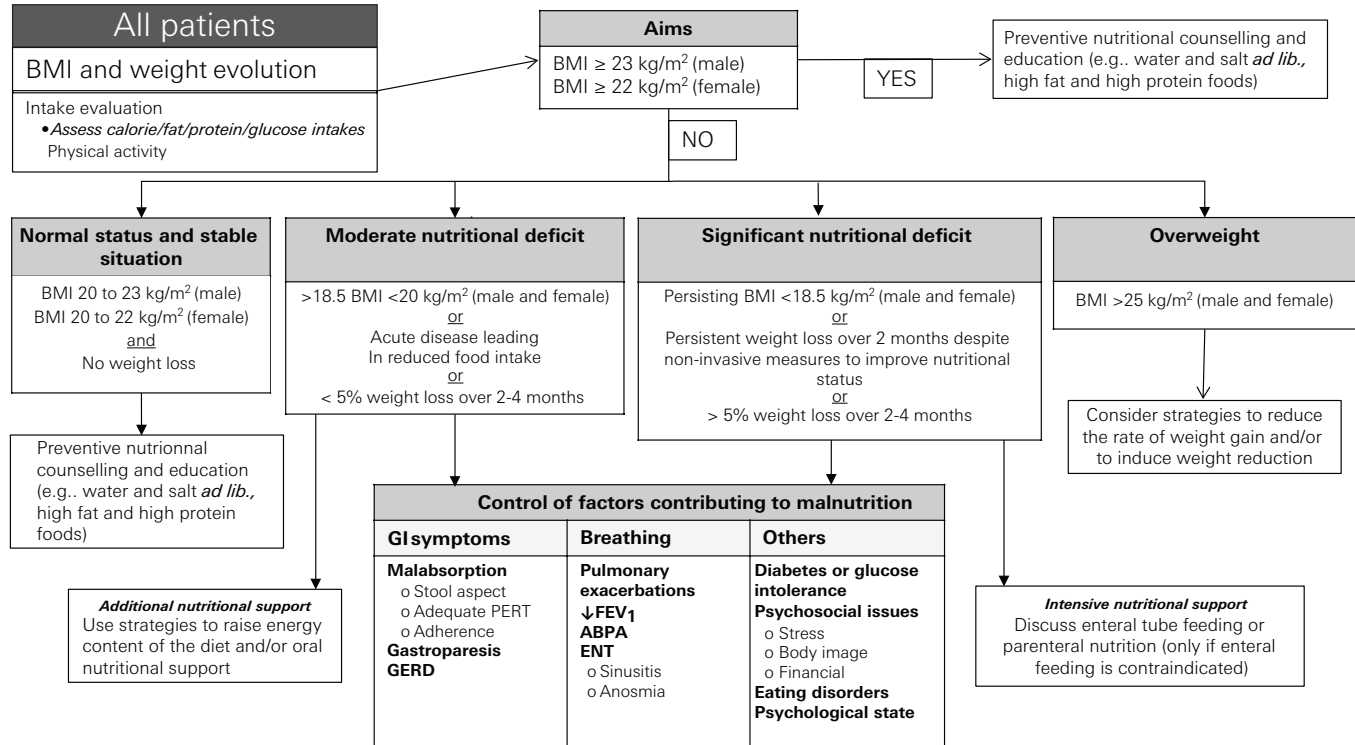 All patients
BMI and weight evolution
Intake evaluation
•Assess calorie/fat/protein/glucose intakes
Physical activity
Aims
BMI ≥ 23 kg/m² (male)
BMI ≥ 22 kg/m² (female)
YES
Preventive nutritional counselling and
education (e.g.. water and salt ad lib.,
high fat and high protein foods)
NO
Normal status and stable
situation
BMI 20 to 23 kg/m² (male)
BMI 20 to 22 kg/m² (female)
and
No weight loss
Moderate nutritional deficit
>18.5 BMI <20 kg/m² (male and female)
or
Acute disease leading
In reduced food intake
or
< 5% weight loss over 2-4 months
Significant nutritional deficit
Persisting BMI <18.5 kg/m² (male and female)
or
Persistent weight loss over 2 months despite
non-invasive measures to improve nutritional
status
or
> 5% weight loss over 2-4 months
Overweight
BMI >25 kg/m² (male and female)
Preventive nutrionnal
counselling and education
(e.g.. water and salt ad lib.,
high fat and high protein
foods)
Consider strategies to reduce
the rate of weight gain and/or
to induce weight reduction
Additional nutritional support
Use strategies to raise energy
content of the diet and/or oral
nutritional support
Control of factors contributing to malnutrition
GI symptoms
Malabsorption
o Stool aspect
o Adequate PERT
o Adherence
Gastroparesis
GERD
Breathing
Pulmonary
exacerbations
↓FEV₁
ABPA
ENT
o Sinusitis
o Anosmia
Others
Diabetes or glucose
intolerance
Psychosocial issues
o Stress
o Body image
o Financial
Eating disorders
Psychological state
Intensive nutritional support
Discuss enteral tube feeding or
parenteral nutrition (only if enteral
feeding is contraindicated)